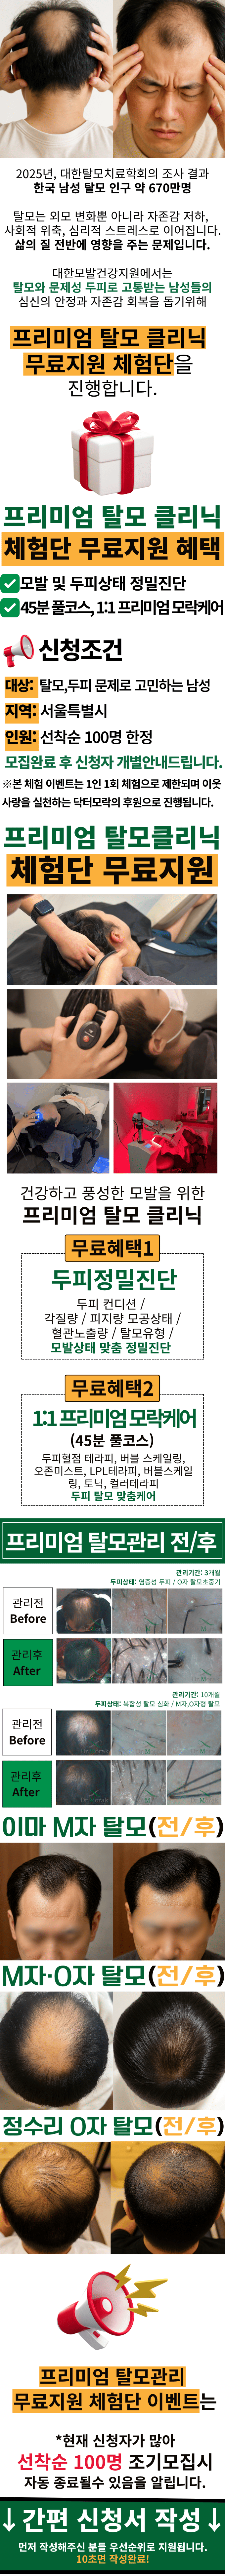 2025년, 대한탈모치료학회의 조사 결과
한국 남성 탈모 인구 약 670만명
탈모는 외모 변화뿐 아니라 자존감 저하,
사회적 위축, 심리적 스트레스로 이어집니다.
삶의 질 전반에 영향을 주는 문제입니다.
대한모발건강지원에서는
탈모와 문제성 두피로 고통받는 남성들의
심신의 안정과 자존감 회복을 돕기위해
프리미엄 탈모 클리닉
무료지원 체험단을
진행합니다.
프리미엄 탈모 클리닉
체험단 무료지원 혜택
모발 및 두피상태 정밀진단
45분 풀코스, 1:1 프리미엄 모락케어
신청조건
대상: 탈모,두피 문제로 고민하는 남성
지역: 서울특별시
인원: 선착순 100명 한정
모집완료 후 신청자 개별안내드립니다.
※본 체험 이벤트는 1인 1회 체험으로 제한되며 이웃
사랑을 실천하는 닥터모락의 후원으로 진행됩니다.
프리미엄 탈모클리닉
체험단 무료지원
건강하고 풍성한 모발을 위한
프리미엄 탈모 클리닉
무료혜택1
두피정밀진단
두피 컨디션 /
각질량 / 피지량 모공상태 /
혈관노출량 / 탈모유형 /
모발상태 맞춤 정밀진단
무료혜택2
1:1 프리미엄 모락케어
(45분 풀코스)
두피혈점 테라피, 버블 스케일링,
오존미스트, LPL테라피, 버블스케일
링, 토닉, 컬러테라피
두피 탈모 맞춤케어
프리미엄 탈모관리 전/후
관리기간: 3개월
두피상태: 염증성 두피 / O자 탈모초중기
관리전
Before
관리후
After
관리기간: 10개월
두피상태: 복합성 탈모 심화 / M자,O자형 탈모
관리전
Before
관리후
After
이마 M자 탈모(전/후)
M자·O자 탈모(전/후)
정수리 O자 탈모(전/후)
프리미엄 탈모관리
무료지원 체험단 이벤트는
*현재 신청자가 많아
선착순 100명 조기모집시
자동 종료될수 있음을 알립니다.
↓간편 신청서 작성↓
먼저 작성해주신 분들 우선순위로 지원됩니다.
10초면 작성완료!